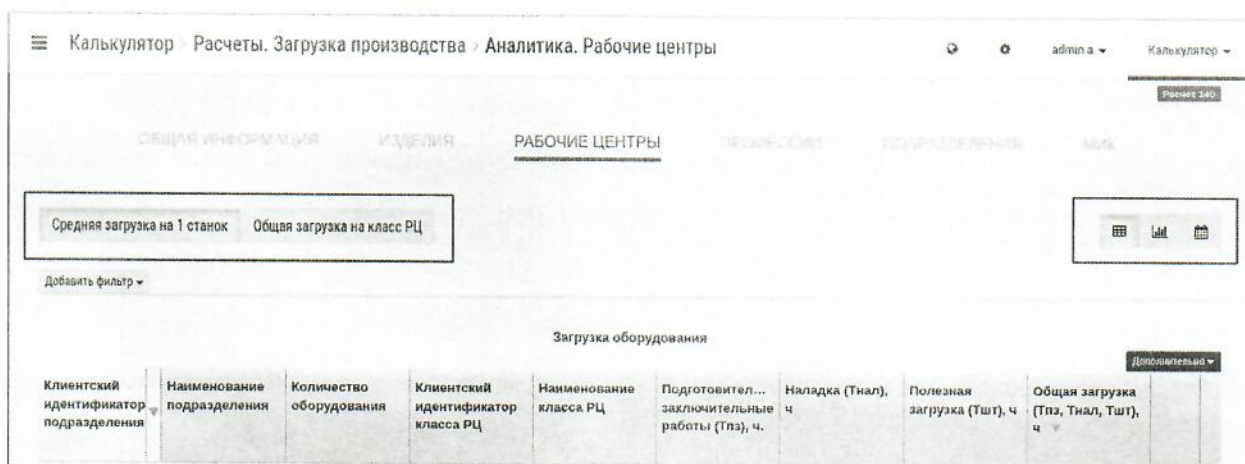 Калькулятор › Расчеты. Загрузка производства › Аналитика. Рабочие центры
admin a
Калькулятор
Расчет 140
ОБЩАЯ ИНФОРМАЦИЯ
ИЗДЕЛИЯ
РАБОЧИЕ ЦЕНТРЫ
ПРОФЕССИИ
ПОДРАЗДЕЛЕНИЯ
Средняя загрузка на 1 станок
Общая загрузка на класс РЦ
Добавить фильтр
Загрузка оборудования
Дополнительно
Клиентский
идентификатор
подразделения
Наименование
подразделения
Количество
оборудования
Клиентский
идентификатор
класса РЦ
Наименование
класса РЦ
Подготовител...
заключительные
работы (Тпз), ч.
Наладка (Тнал),
ч
Полезная
загрузка (Тшт), ч
Общая загрузка
(Тпз, Тнал, Тшт),
ч